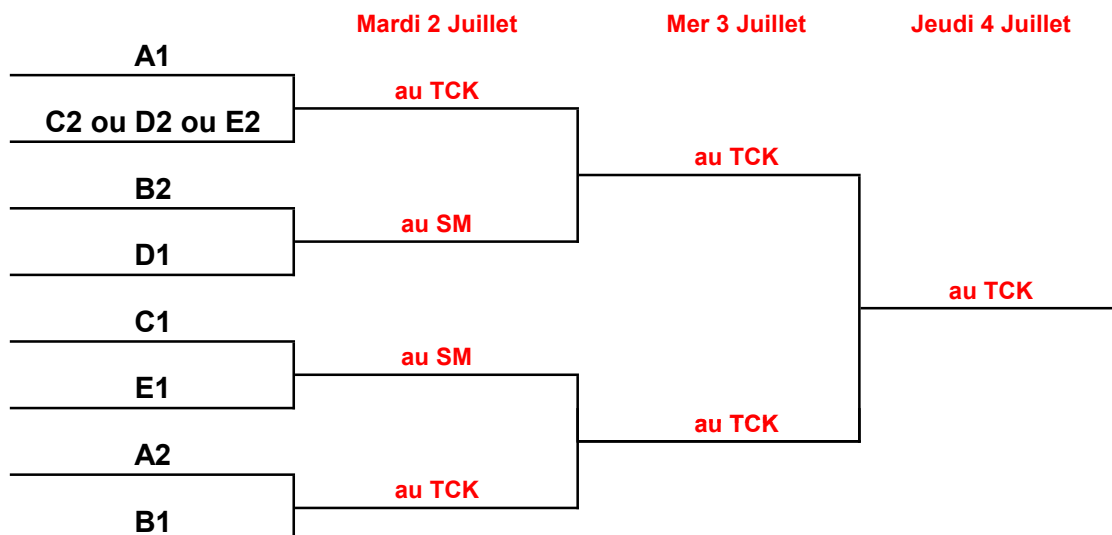 Mardi 2 Juillet Mer 3 Juillet Jeudi 4 Juillet
A1
au TCK
C2 ou D2 ou E2
au TCK
B2
au SM
D1
au TCK
C1
au SM
E1
au TCK
A2
au TCK
B1